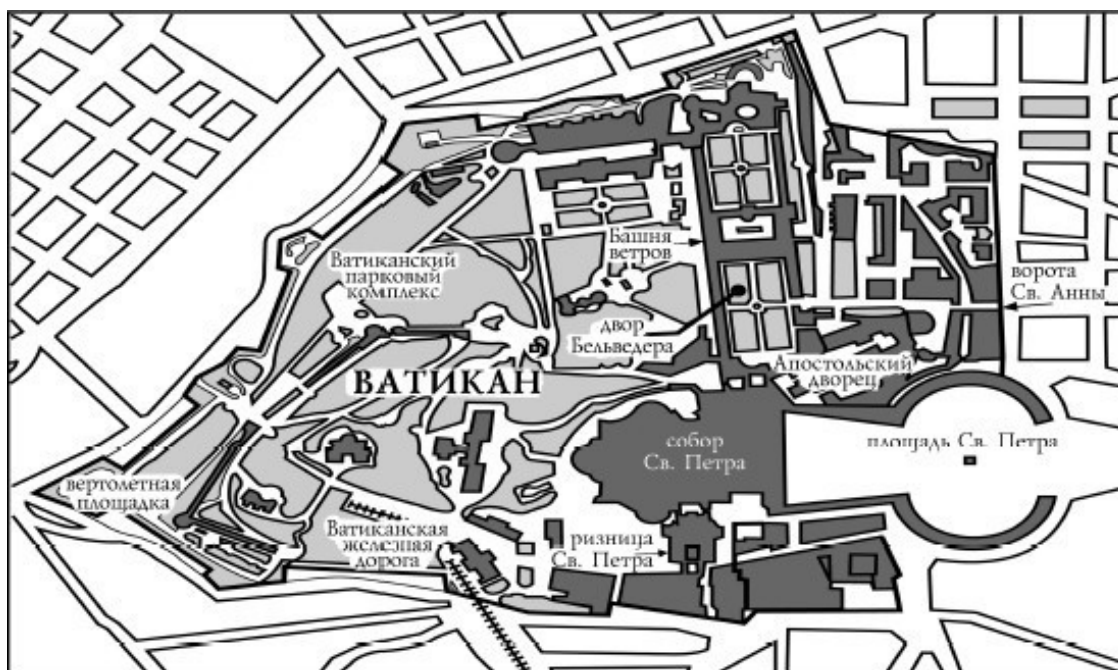 Башня
ветров
Ватиканский
парковый
комплекс
ворота
Св. Анны
двор
Бельведера
Апостольский
дворец
ВАТИКАН
собор
Св. Петра
площадь Св. Петра
вертолетная
площадка
Ватиканская
железная
дорога
ризница
Св. Петра